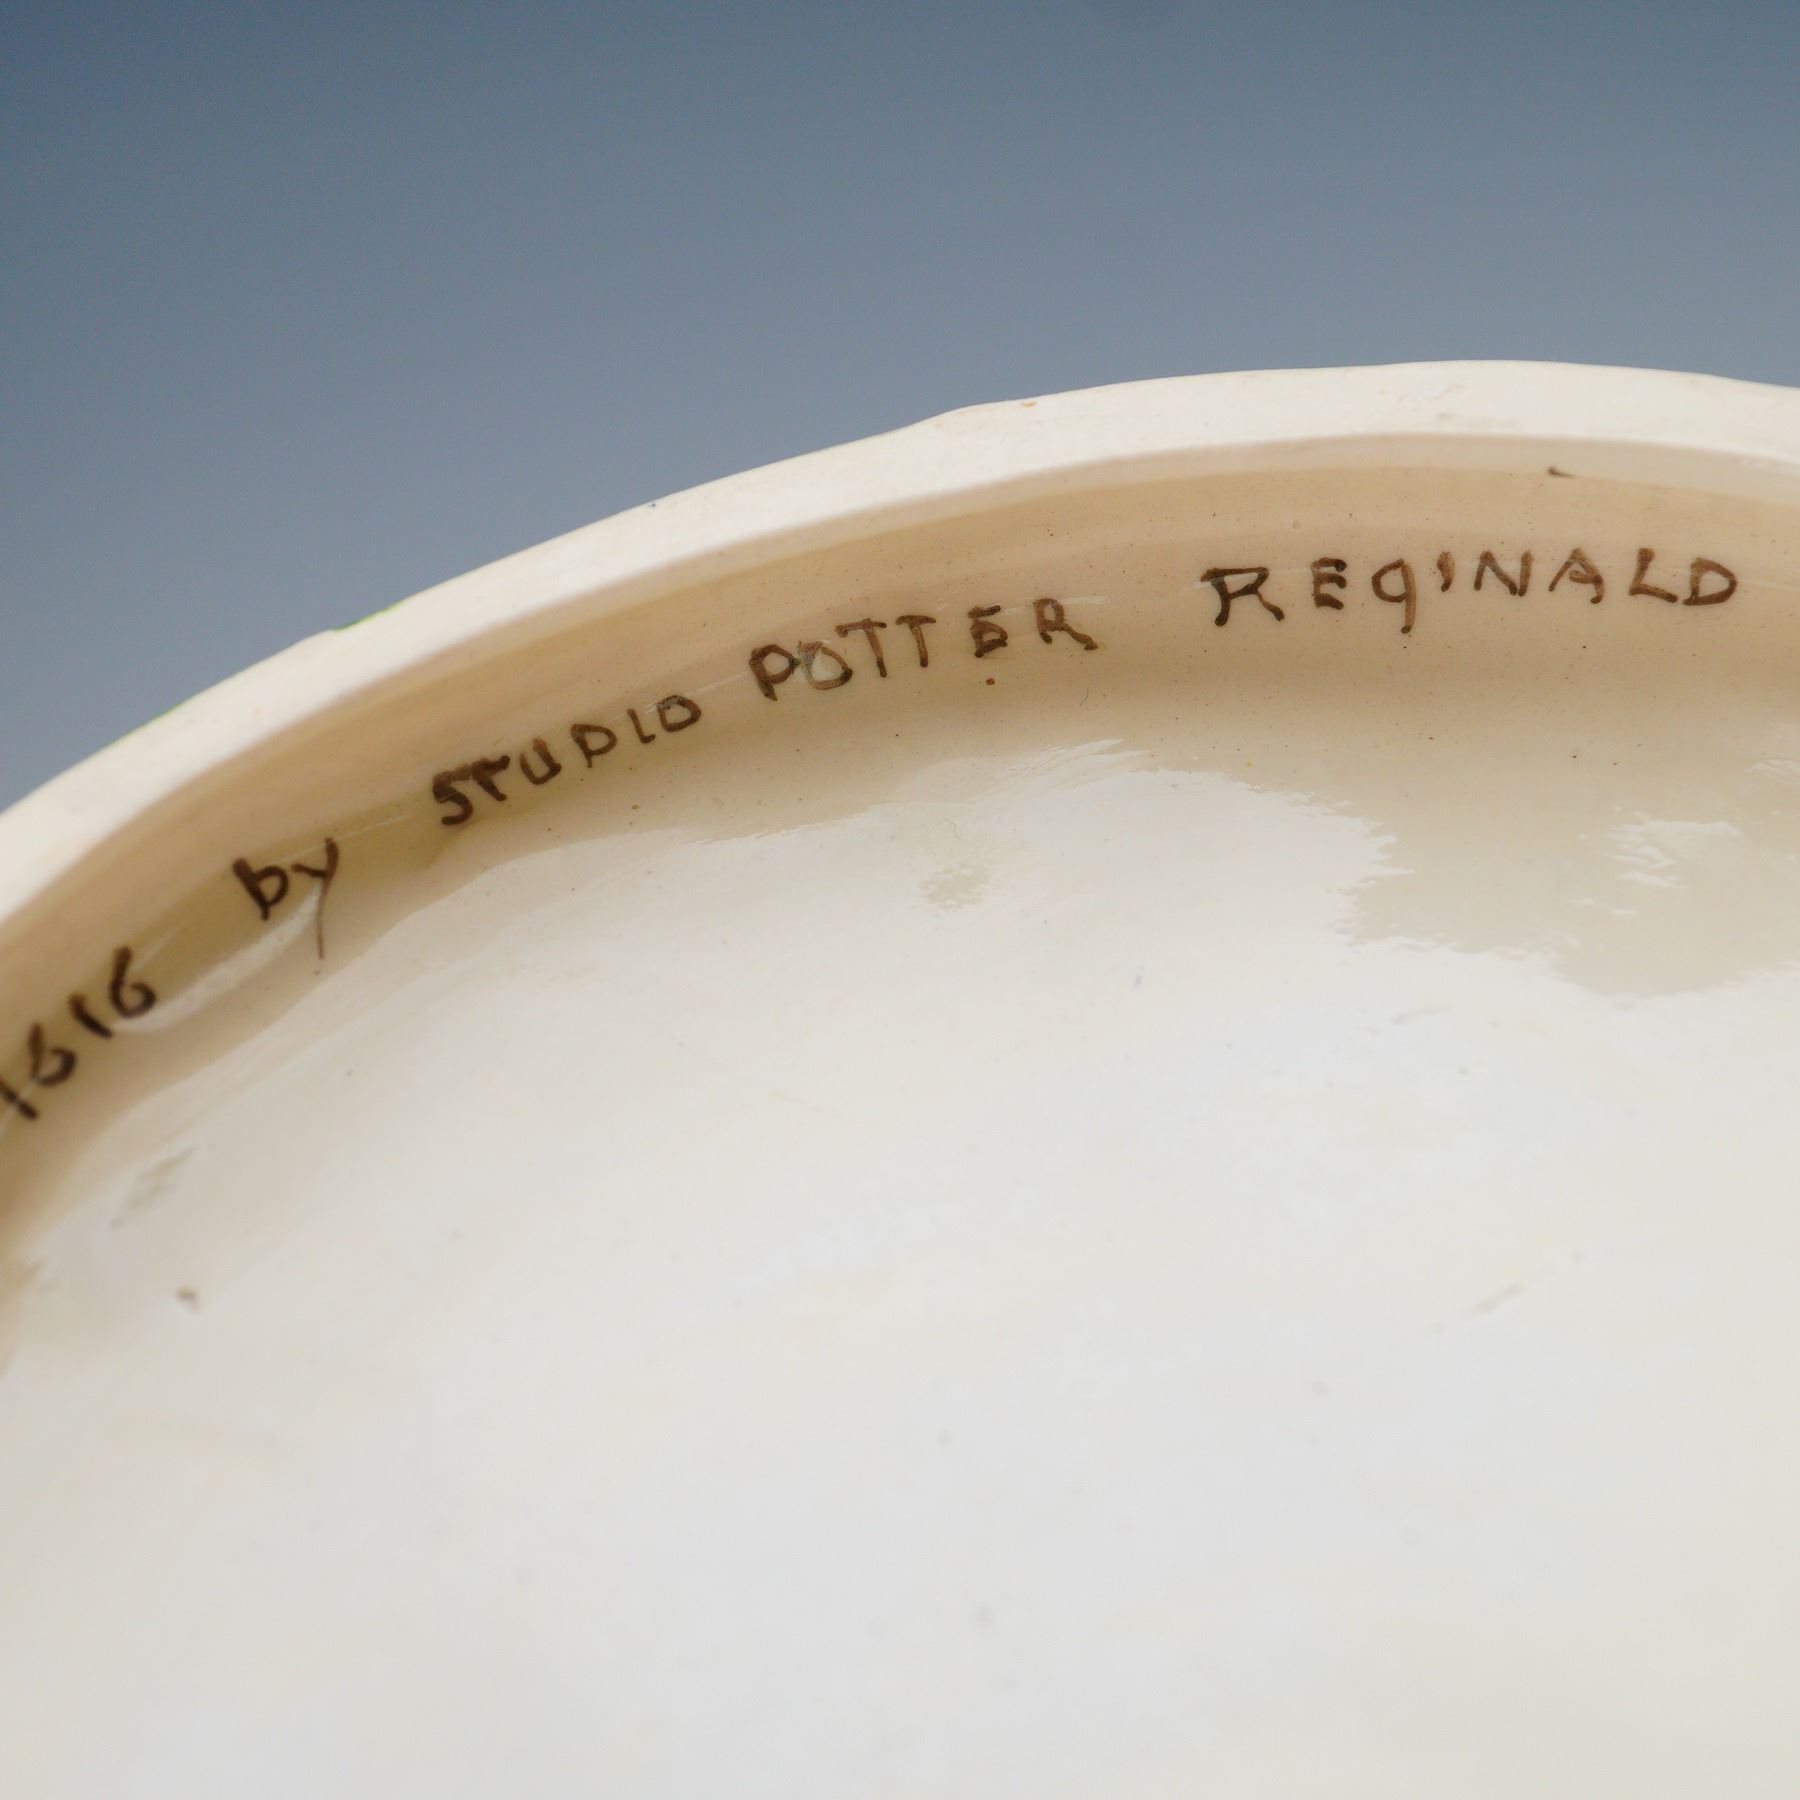 1616 by STUDIO POTTER REGINALD